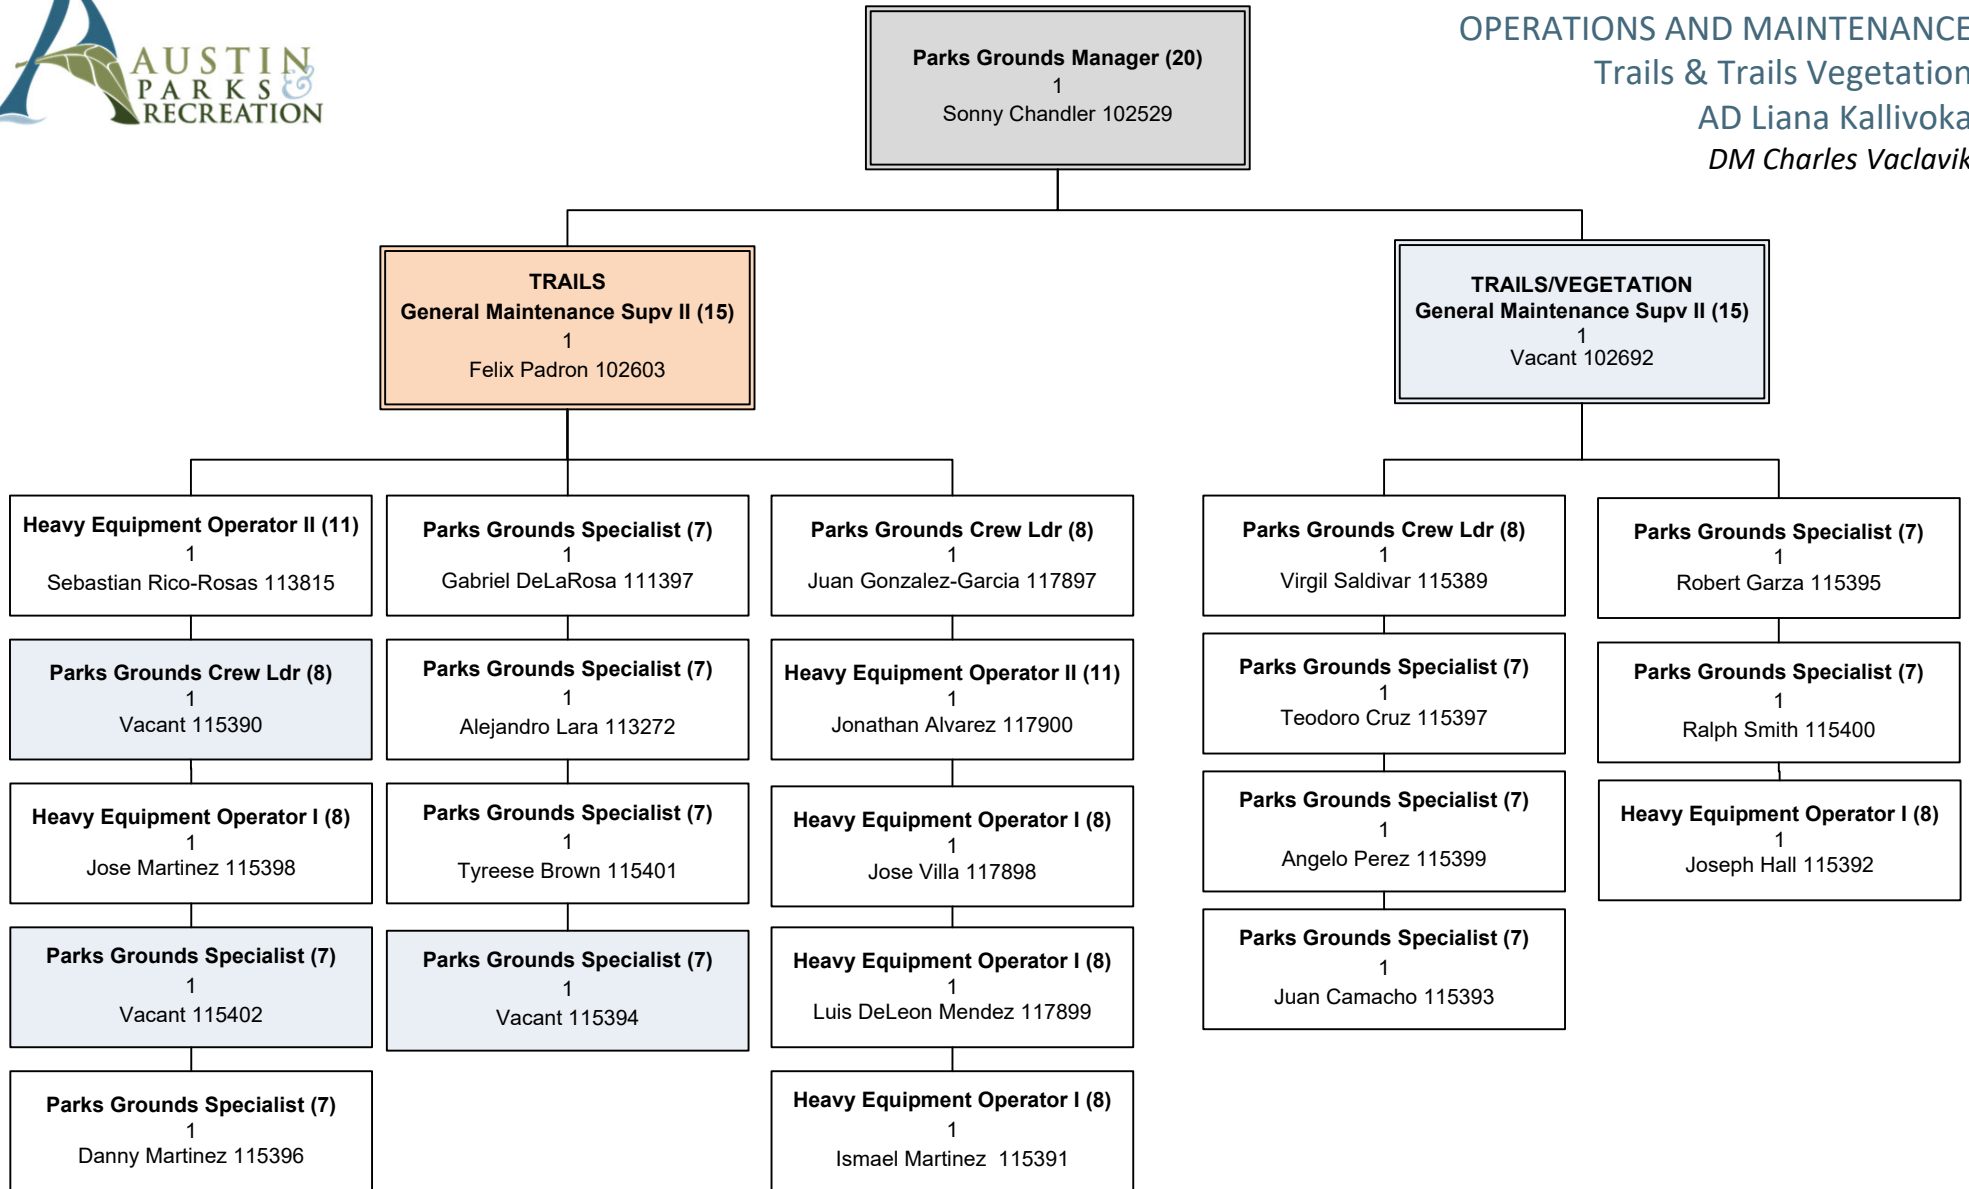 AUSTIN
PARKS &
RECREATION
OPERATIONS AND MAINTENANCE
Trails & Trails Vegetation
AD Liana Kallivoka
DM Charles Vaclavik
Parks Grounds Manager (20)
1
Sonny Chandler 102529
TRAILS
General Maintenance Supv II (15)
1
Felix Padron 102603
TRAILS/VEGETATION
General Maintenance Supv II (15)
1
Vacant 102692
Heavy Equipment Operator II (11)
1
Sebastian Rico-Rosas 113815
Parks Grounds Crew Ldr (8)
1
Vacant 115390
Heavy Equipment Operator I (8)
1
Jose Martinez 115398
Parks Grounds Specialist (7)
1
Vacant 115402
Parks Grounds Specialist (7)
1
Danny Martinez 115396
Parks Grounds Specialist (7)
1
Gabriel DeLaRosa 111397
Parks Grounds Specialist (7)
1
Alejandro Lara 113272
Parks Grounds Specialist (7)
1
Tyreese Brown 115401
Parks Grounds Specialist (7)
1
Vacant 115394
Parks Grounds Crew Ldr (8)
1
Juan Gonzalez-Garcia 117897
Heavy Equipment Operator II (11)
1
Jonathan Alvarez 117900
Heavy Equipment Operator I (8)
1
Jose Villa 117898
Heavy Equipment Operator I (8)
1
Luis DeLeon Mendez 117899
Heavy Equipment Operator I (8)
1
Ismael Martinez 115391
Parks Grounds Crew Ldr (8)
1
Virgil Saldivar 115389
Parks Grounds Specialist (7)
1
Teodoro Cruz 115397
Parks Grounds Specialist (7)
1
Angelo Perez 115399
Parks Grounds Specialist (7)
1
Juan Camacho 115393
Parks Grounds Specialist (7)
1
Robert Garza 115395
Parks Grounds Specialist (7)
1
Ralph Smith 115400
Heavy Equipment Operator I (8)
1
Joseph Hall 115392